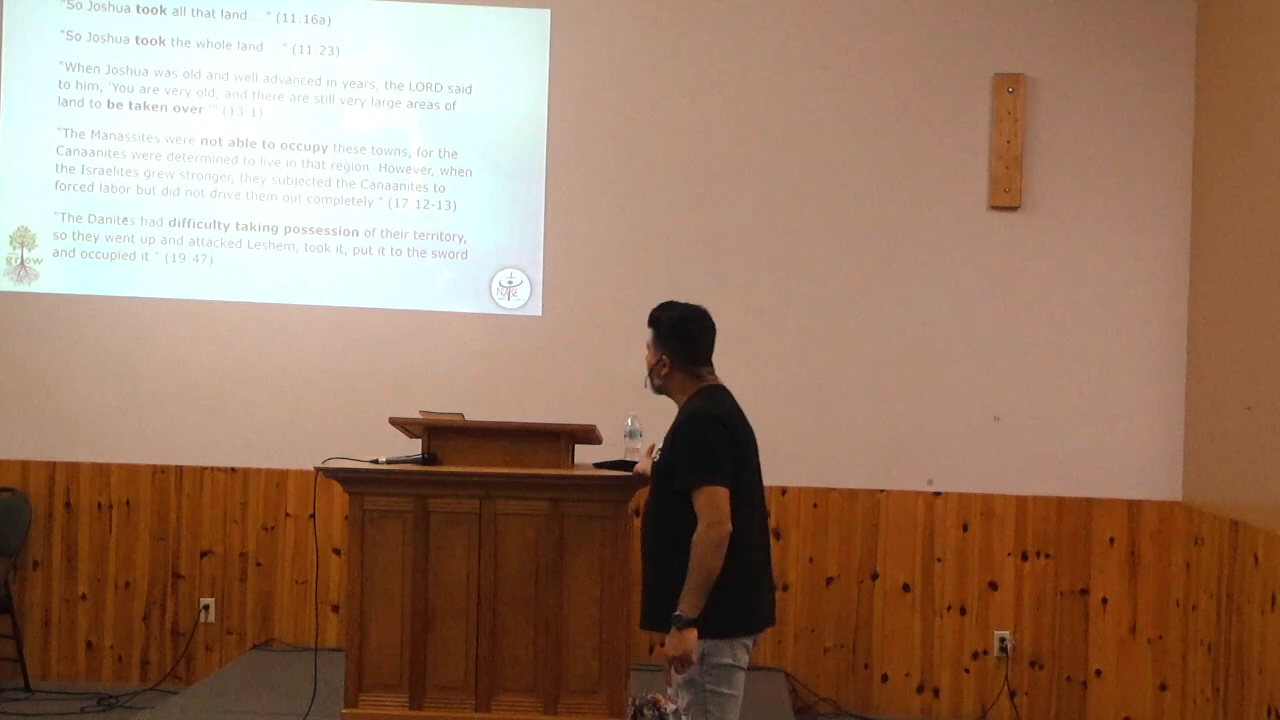 "So Joshua took all that land...." (11:16a)
"So Joshua took the whole land...." (11:23)
"When Joshua was old and well advanced in years, the LORD said
to him, 'You are very old, and there are still very large areas of
land to be taken over.'" (13:1)
"The Manassites were not able to occupy these towns, for the
Canaanites were determined to live in that region. However, when
the Israelites grew stronger, they subjected the Canaanites to
forced labor but did not drive them out completely." (17:12-13)
"The Danites had difficulty taking possession of their territory,
so they went up and attacked Leshem, took it, put it to the sword
and occupied it." (19:47)
grow